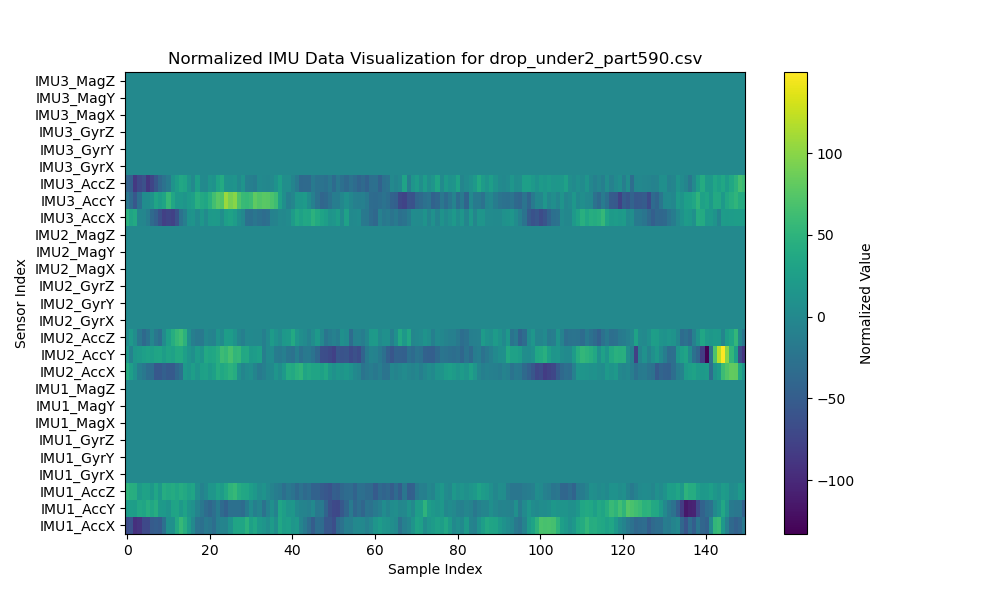 Normalized IMU Data Visualization for drop_under2_part590.csv
Sensor Index
IMU3_MagZ
IMU3_MagY
IMU3_MagX
IMU3_GyrZ
IMU3_GyrY
IMU3_GyrX
IMU3_AccZ
IMU3_AccY
IMU3_AccX
IMU2_MagZ
IMU2_MagY
IMU2_MagX
IMU2_GyrZ
IMU2_GyrY
IMU2_GyrX
IMU2_AccZ
IMU2_AccY
IMU2_AccX
IMU1_MagZ
IMU1_MagY
IMU1_MagX
IMU1_GyrZ
IMU1_GyrY
IMU1_GyrX
IMU1_AccZ
IMU1_AccY
IMU1_AccX
0 20 40 60 80 100 120 140
Sample Index
100
50
0
−50
−100
Normalized Value